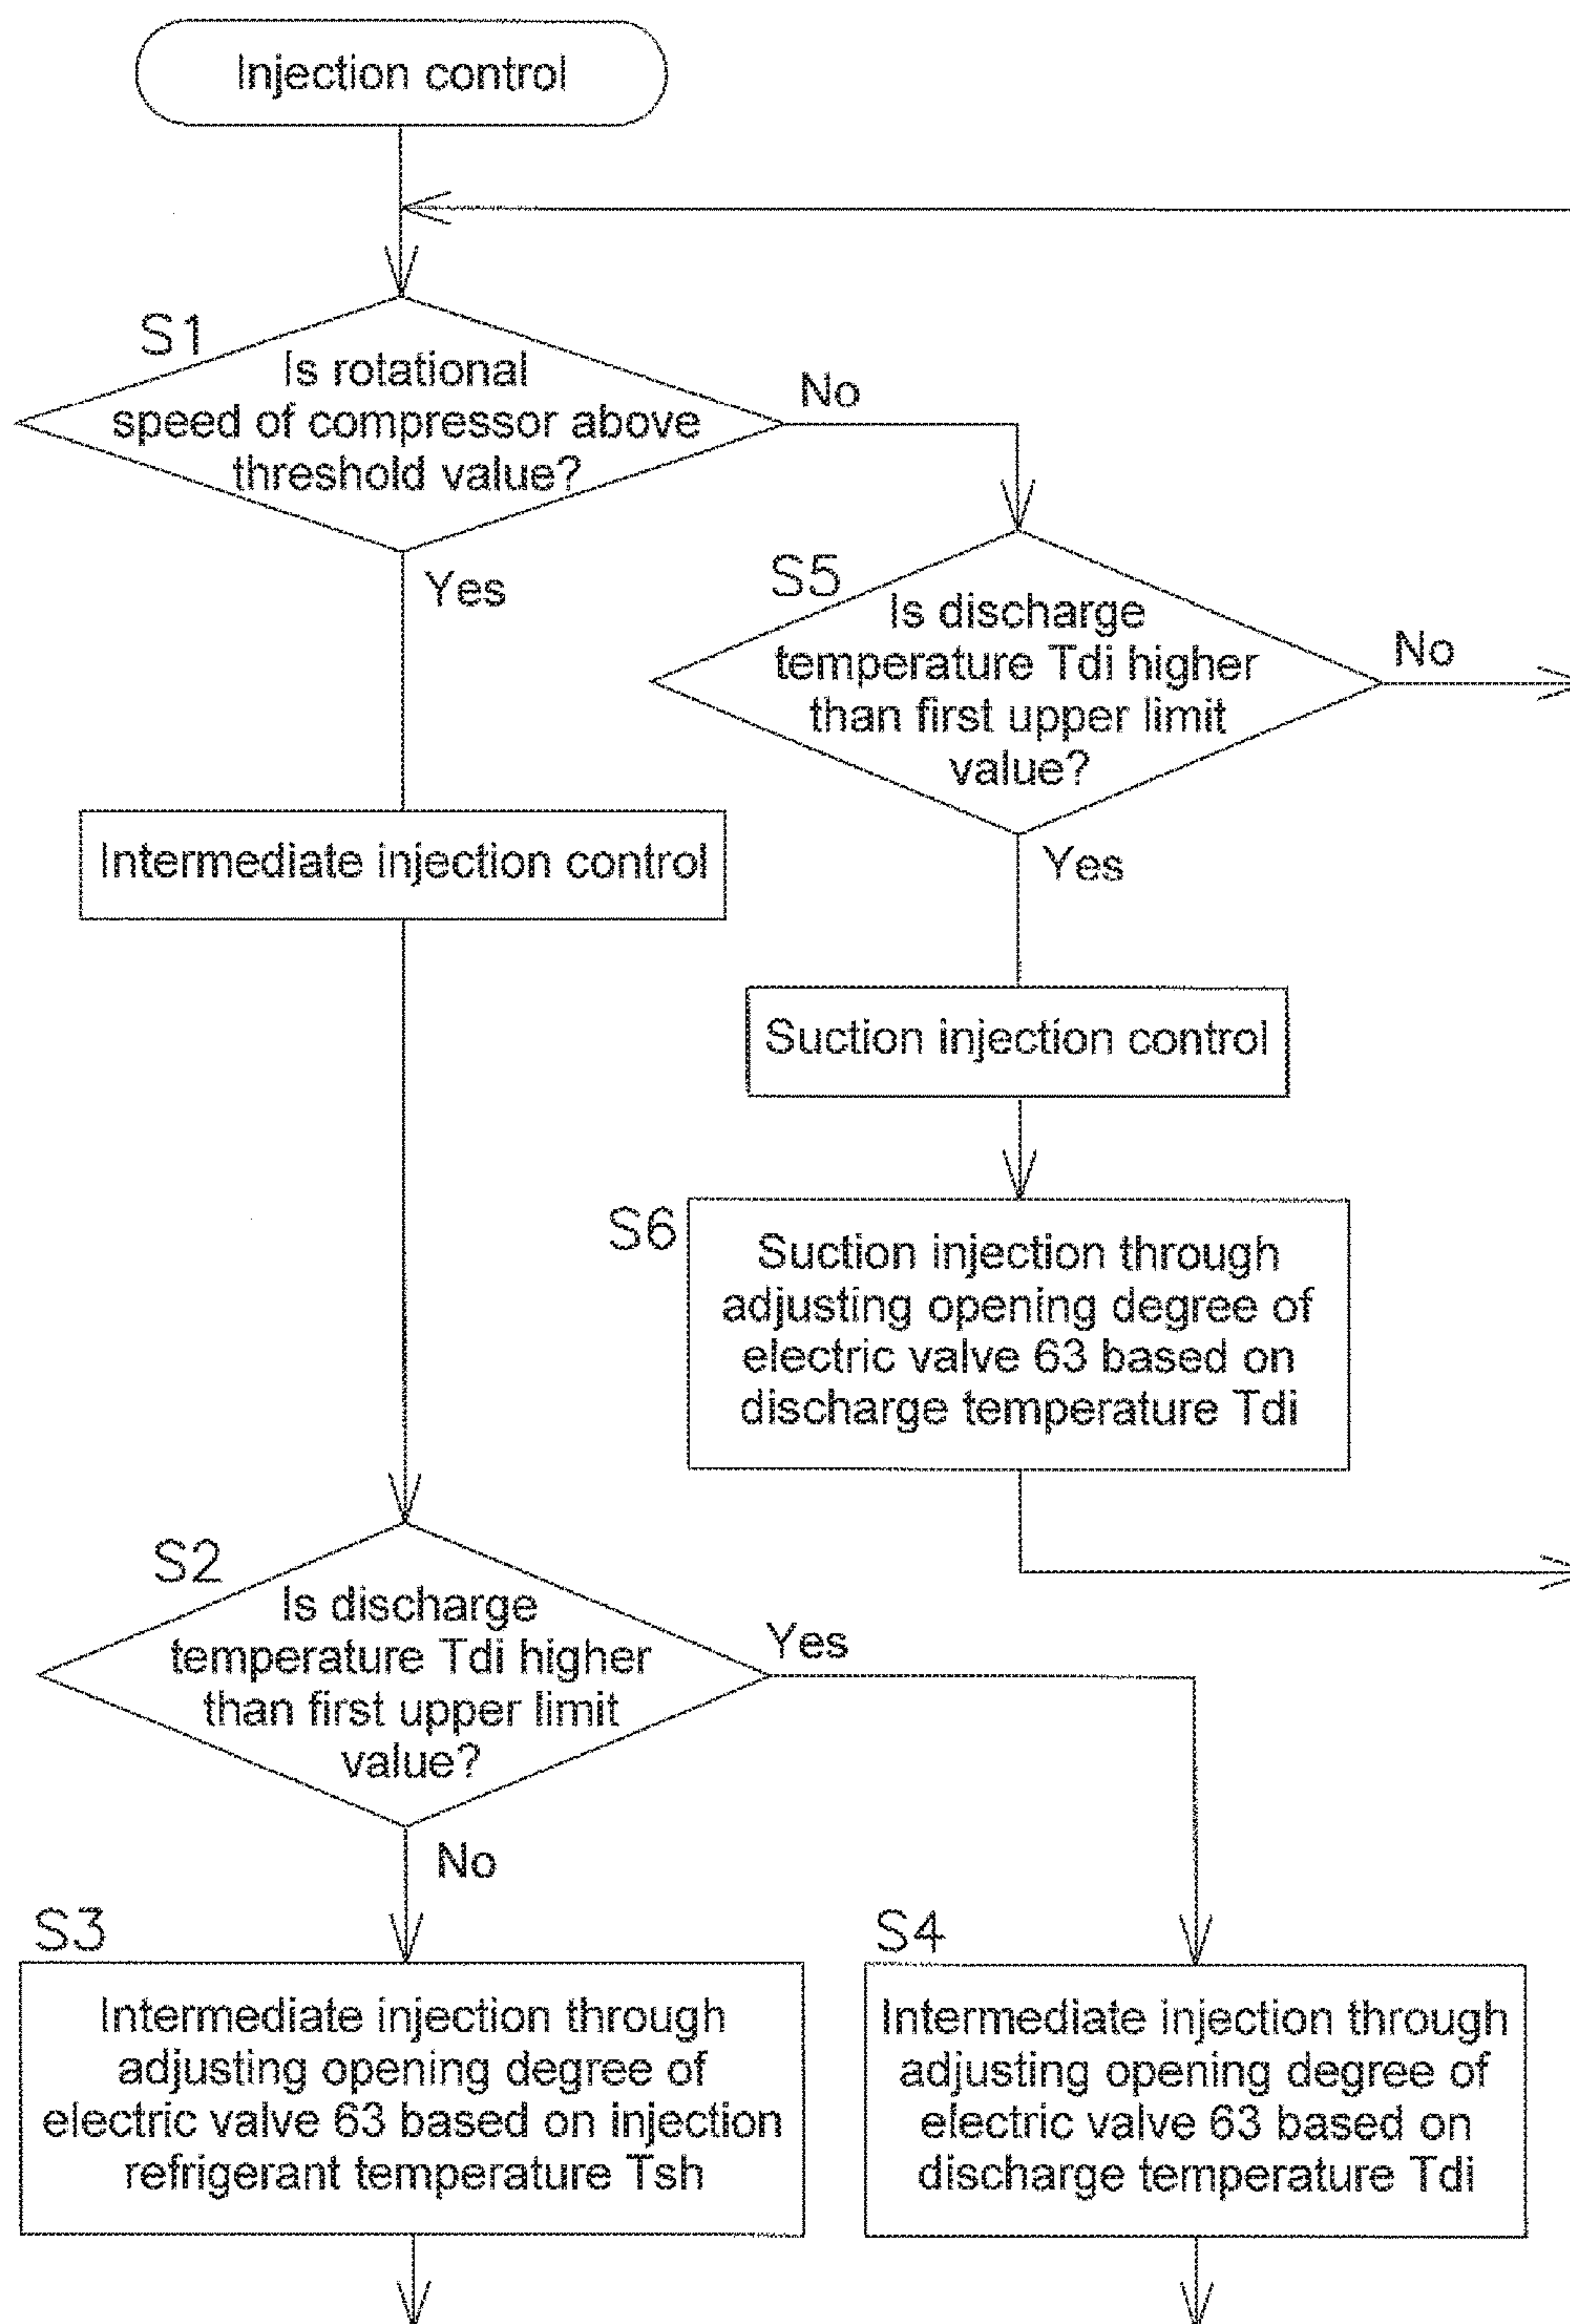 Injection control
S1
Is rotational
speed of compressor above
threshold value?
No
Yes
S5
Is discharge
temperature Tdi higher
than first upper limit
value?
No
Yes
Intermediate injection control
Suction injection control
S6
Suction injection through
adjusting opening degree of
electric valve 63 based on
discharge temperature Tdi
S2
Is discharge
temperature Tdi higher
than first upper limit
value?
Yes
No
S3
Intermediate injection through
adjusting opening degree of
electric valve 63 based on injection
refrigerant temperature Tsh
S4
Intermediate injection through
adjusting opening degree of
electric valve 63 based on
discharge temperature Tdi